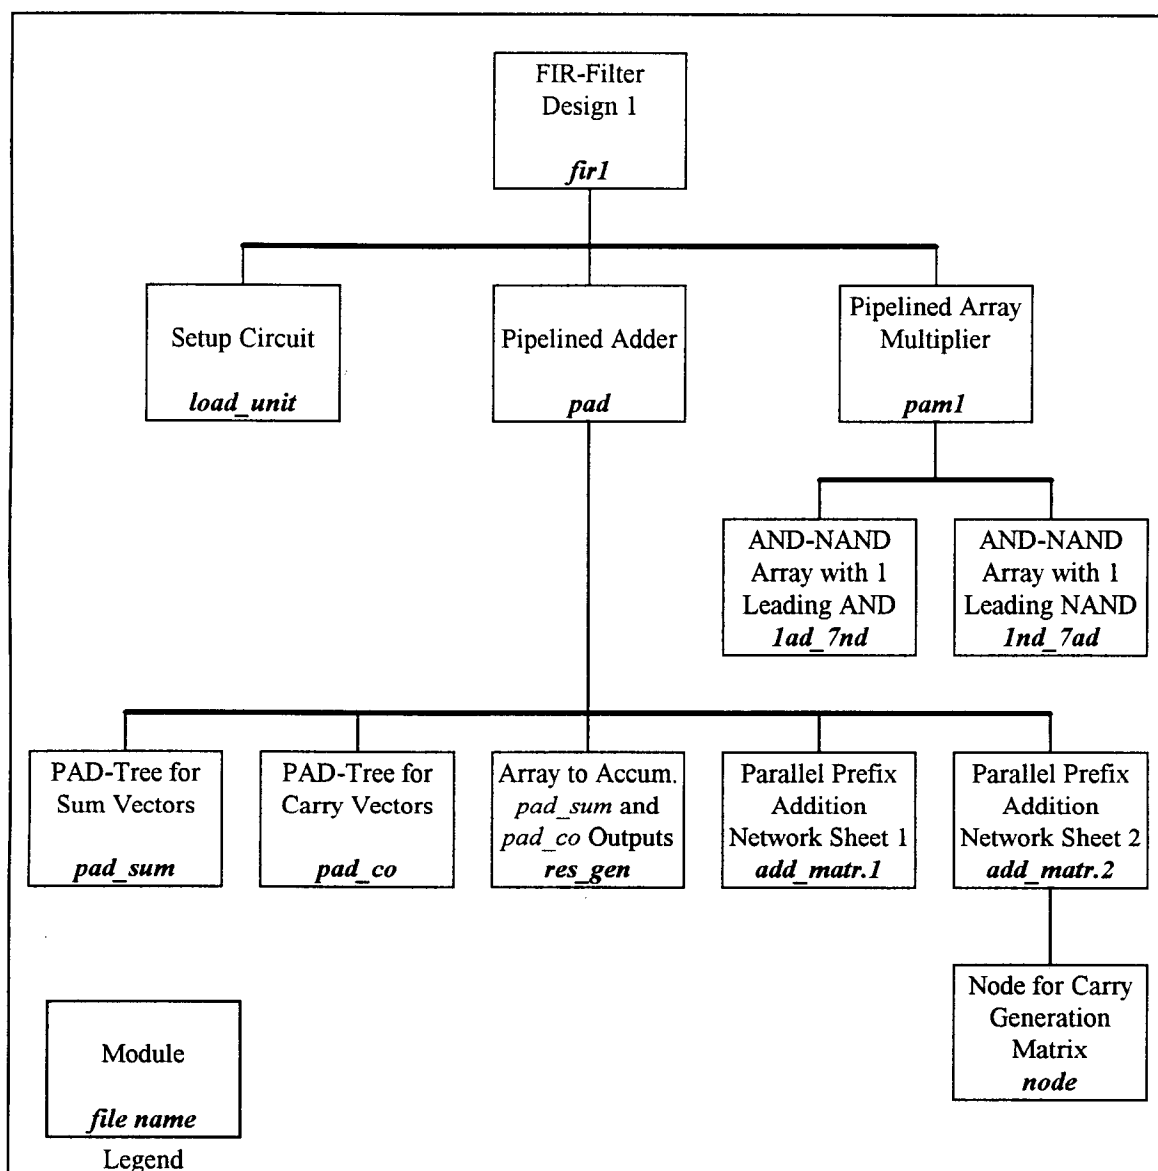 FIR-Filter
Design 1
fir1
Setup Circuit
load_unit
Pipelined Adder
pad
Pipelined Array
Multiplier
pam1
AND-NAND
Array with 1
Leading AND
1ad_7nd
AND-NAND
Array with 1
Leading NAND
1nd_7ad
PAD-Tree for
Sum Vectors
pad_sum
PAD-Tree for
Carry Vectors
pad_co
Array to Accum.
pad_sum and
pad_co Outputs
res_gen
Parallel Prefix
Addition
Network Sheet 1
add_matr.1
Parallel Prefix
Addition
Network Sheet 2
add_matr.2
Node for Carry
Generation
Matrix
node
Module
file name
Legend